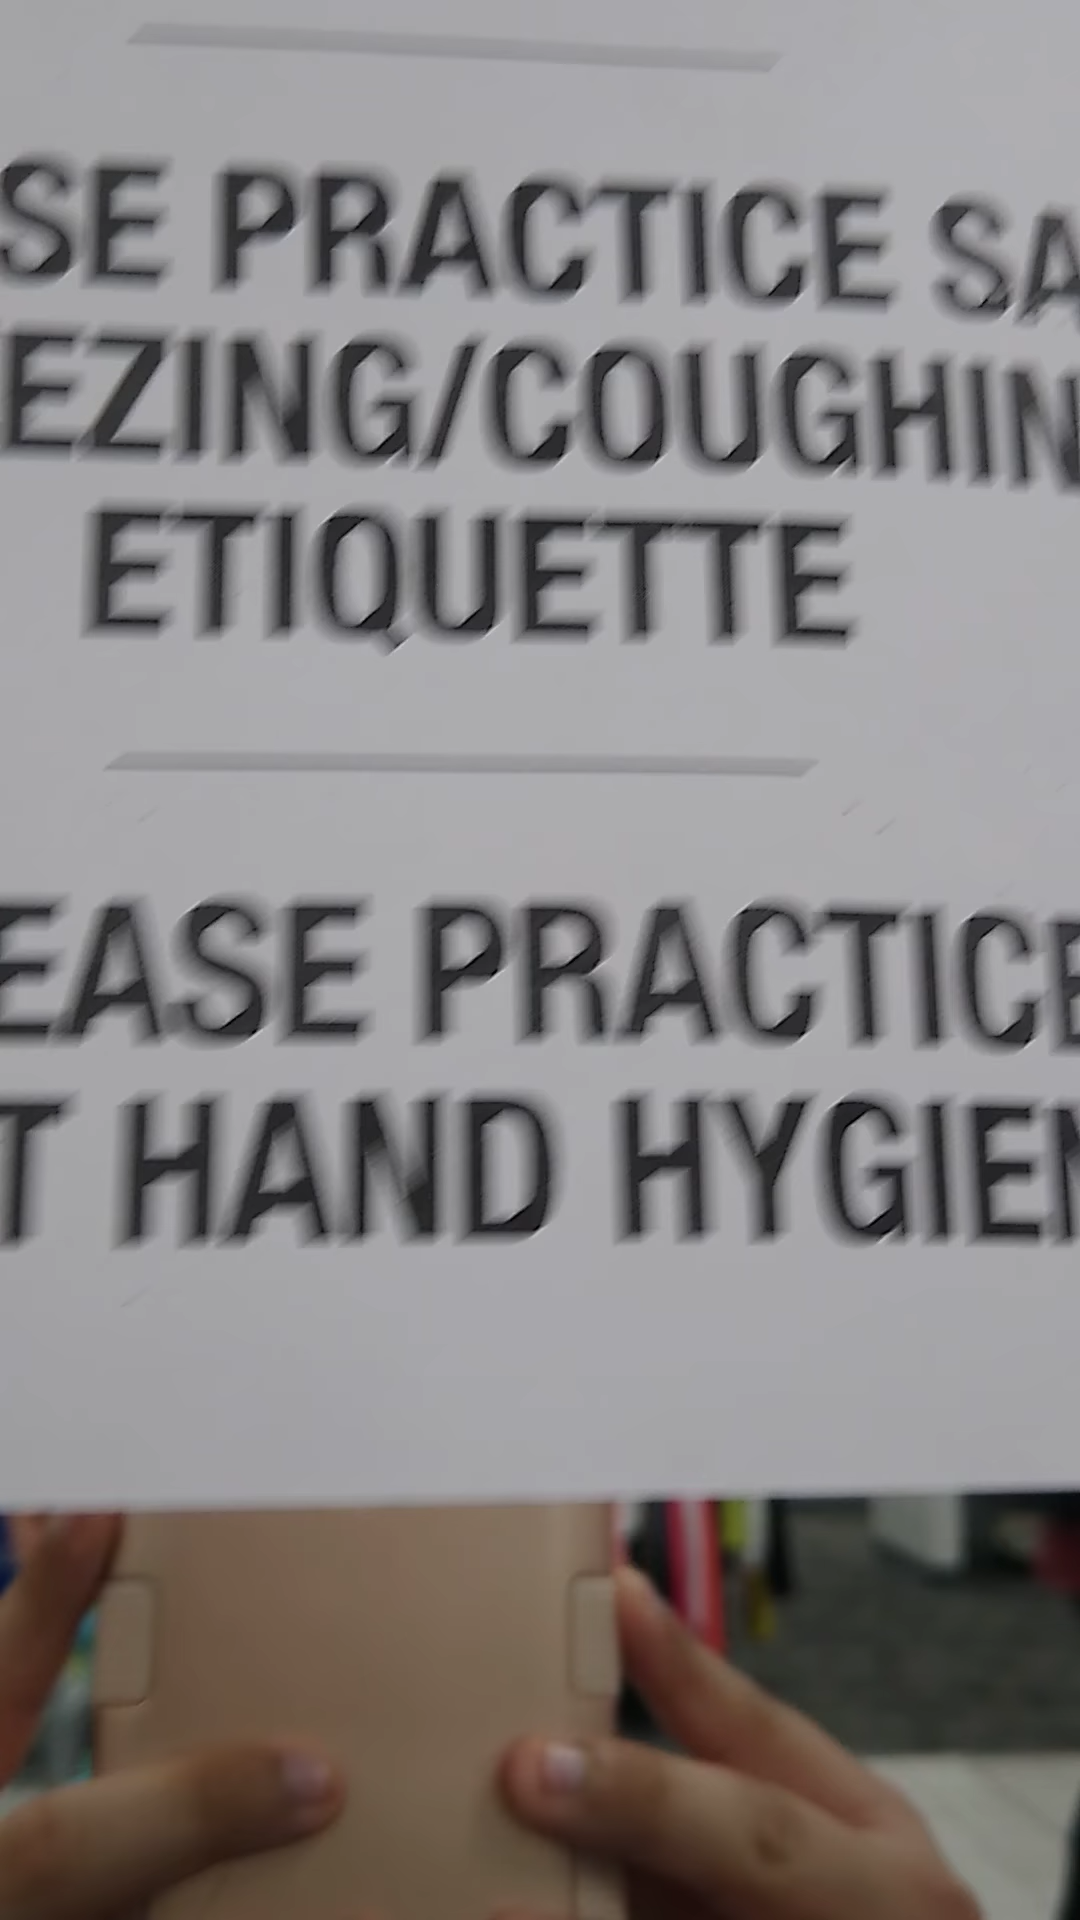 SE PRACTICE SA
EZING/COUGHIN
ETIQUETTE
EASE PRACTICE
T HAND HYGIEN